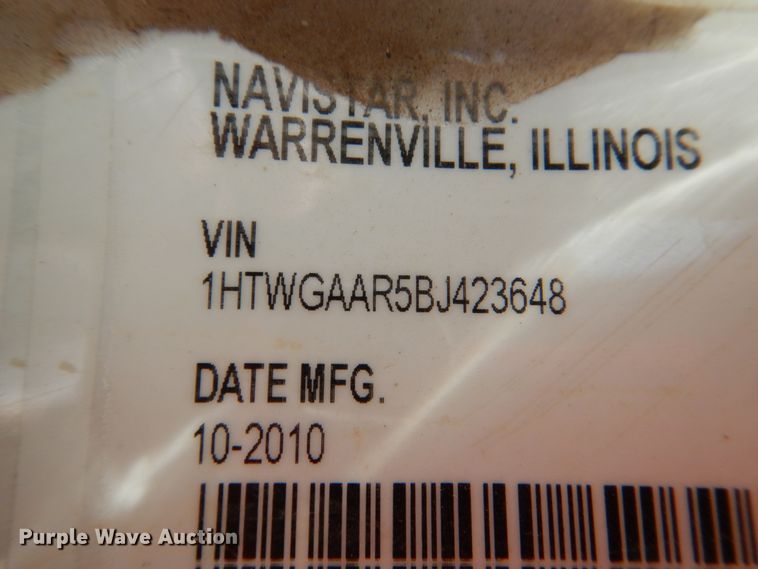 NAVISTAR, INC.
WARRENVILLE, ILLINOIS
VIN
1HTWGAAR5BJ423648
DATE MFG.
10-2010
Purple Wave Auction